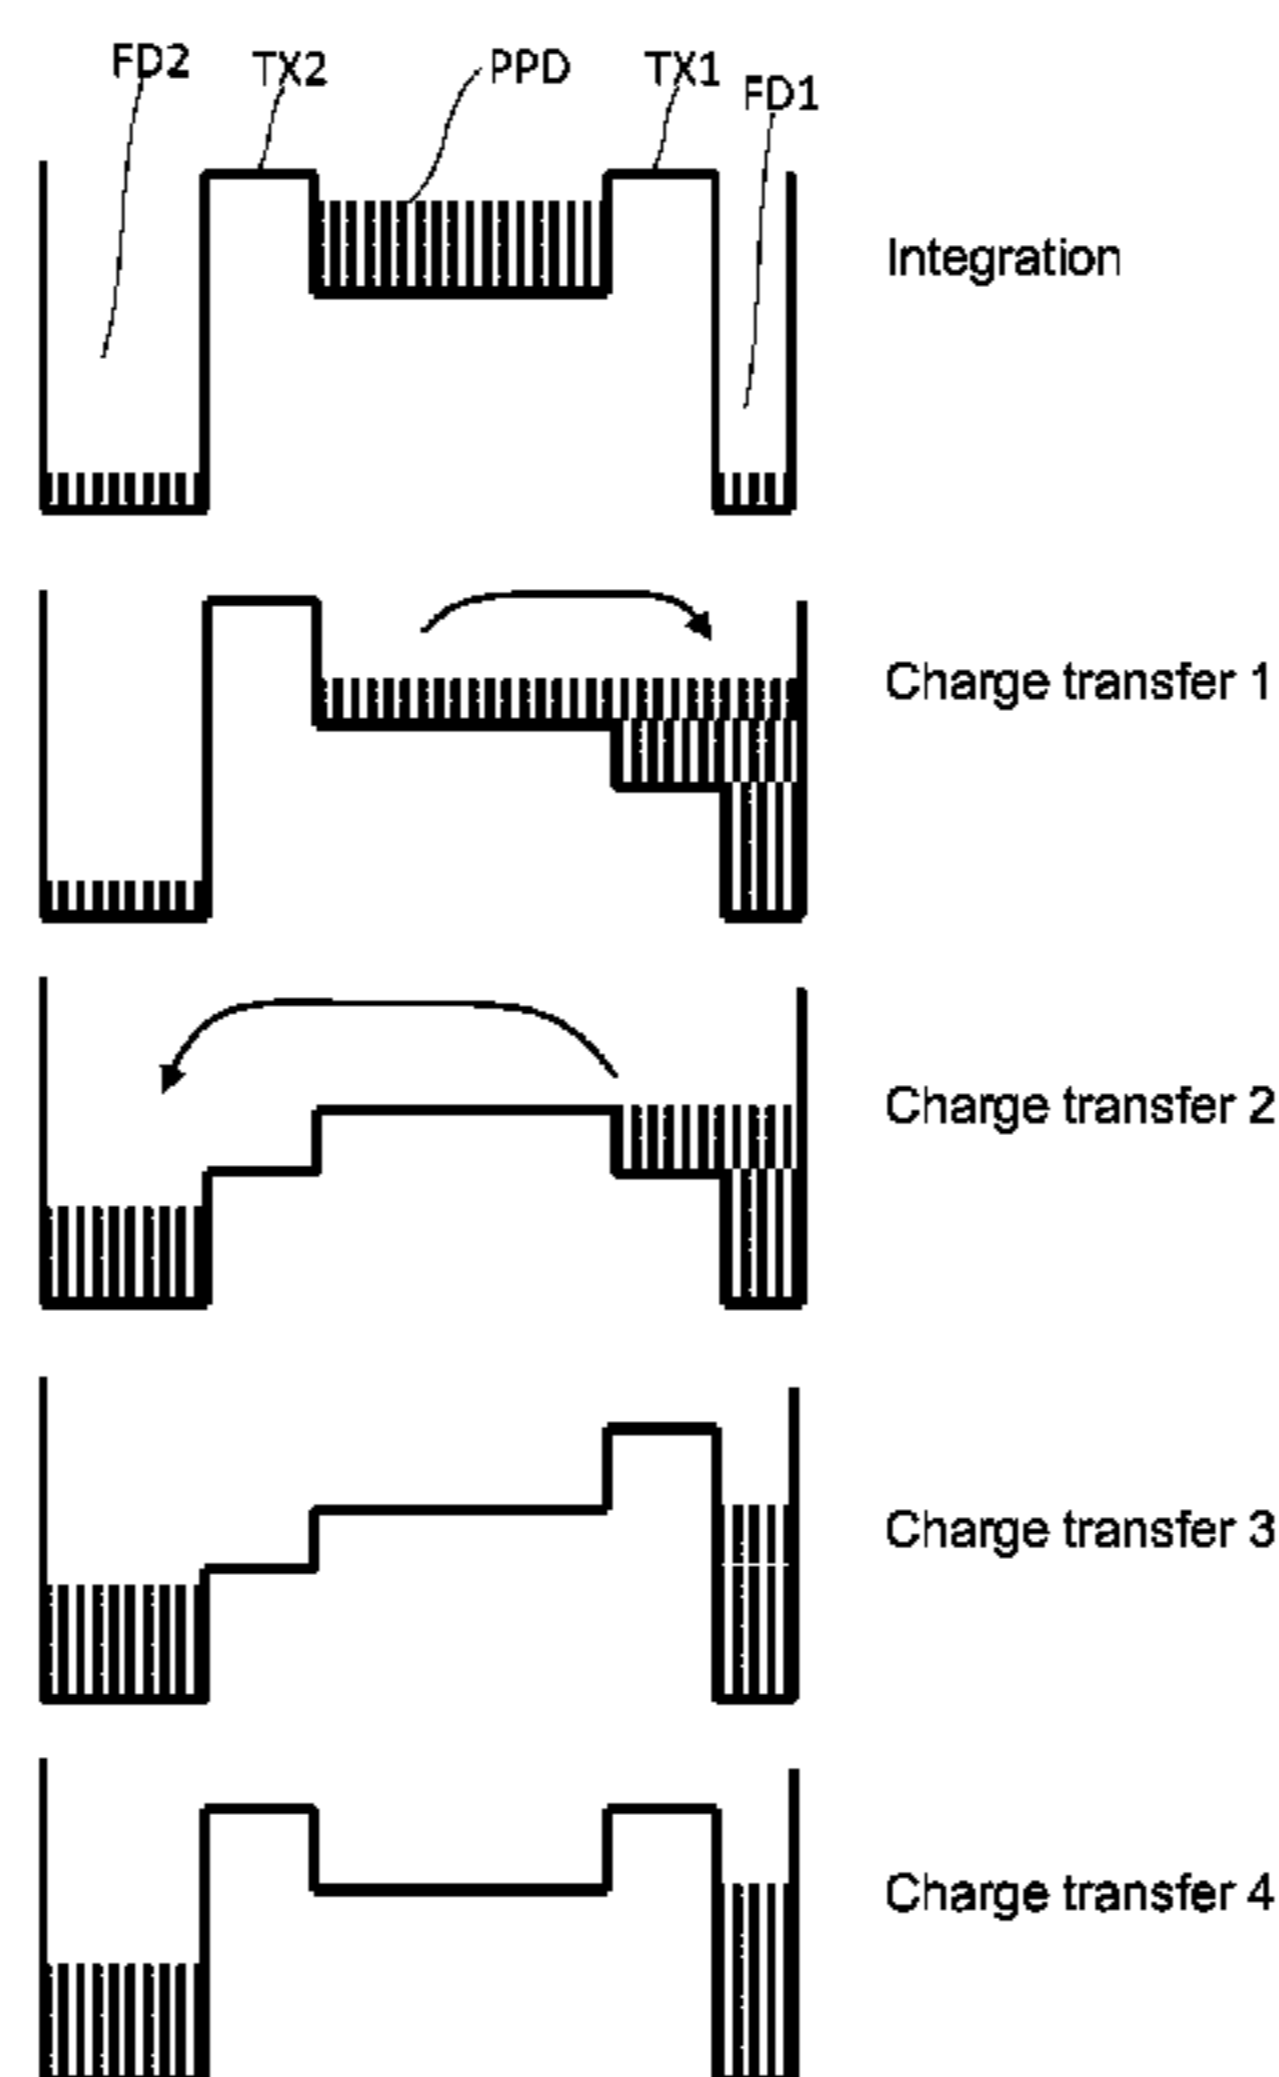 FD2
TX2
PPD
TX1
FD1
Integration
Charge transfer 1
Charge transfer 2
Charge transfer 3
Charge transfer 4